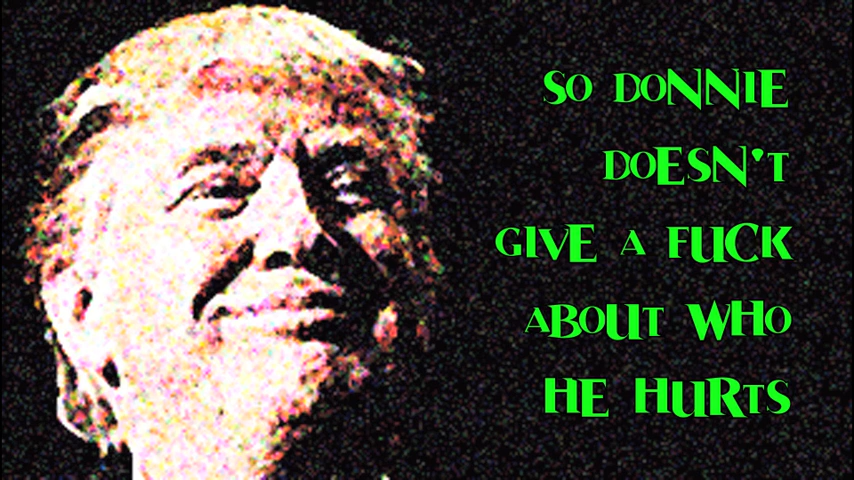 SO DONNIE
DOESN'T
GIVE A FUCK
ABOUT WHO
HE HURTS